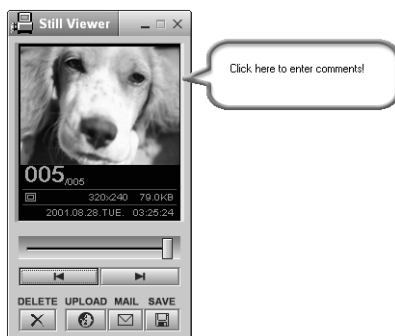 Still Viewer
Click here to enter comments!
005/005
320x240 79.0KB
2001.08.28.TUE. 03:25:24
DELETE UPLOAD MAIL SAVE